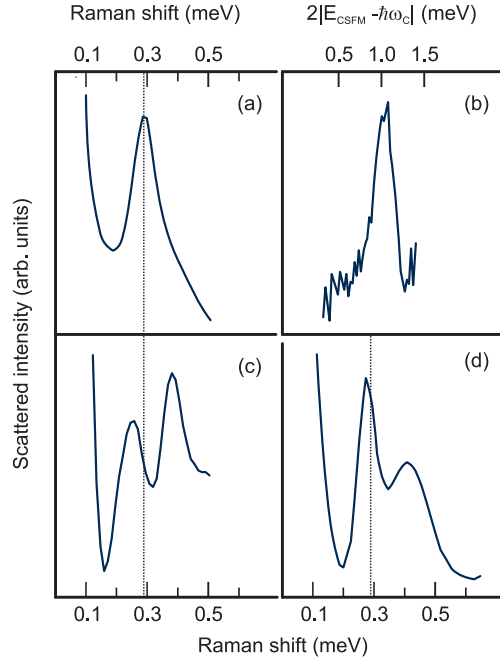 Raman shift (meV)
2|E_CSFM -ℏω_C| (meV)
0.1 0.3 0.5
0.5 1.0 1.5
(a)
(b)
Scattered intensity (arb. units)
(c)
(d)
0.1 0.3 0.5
0.1 0.3 0.5
Raman shift (meV)